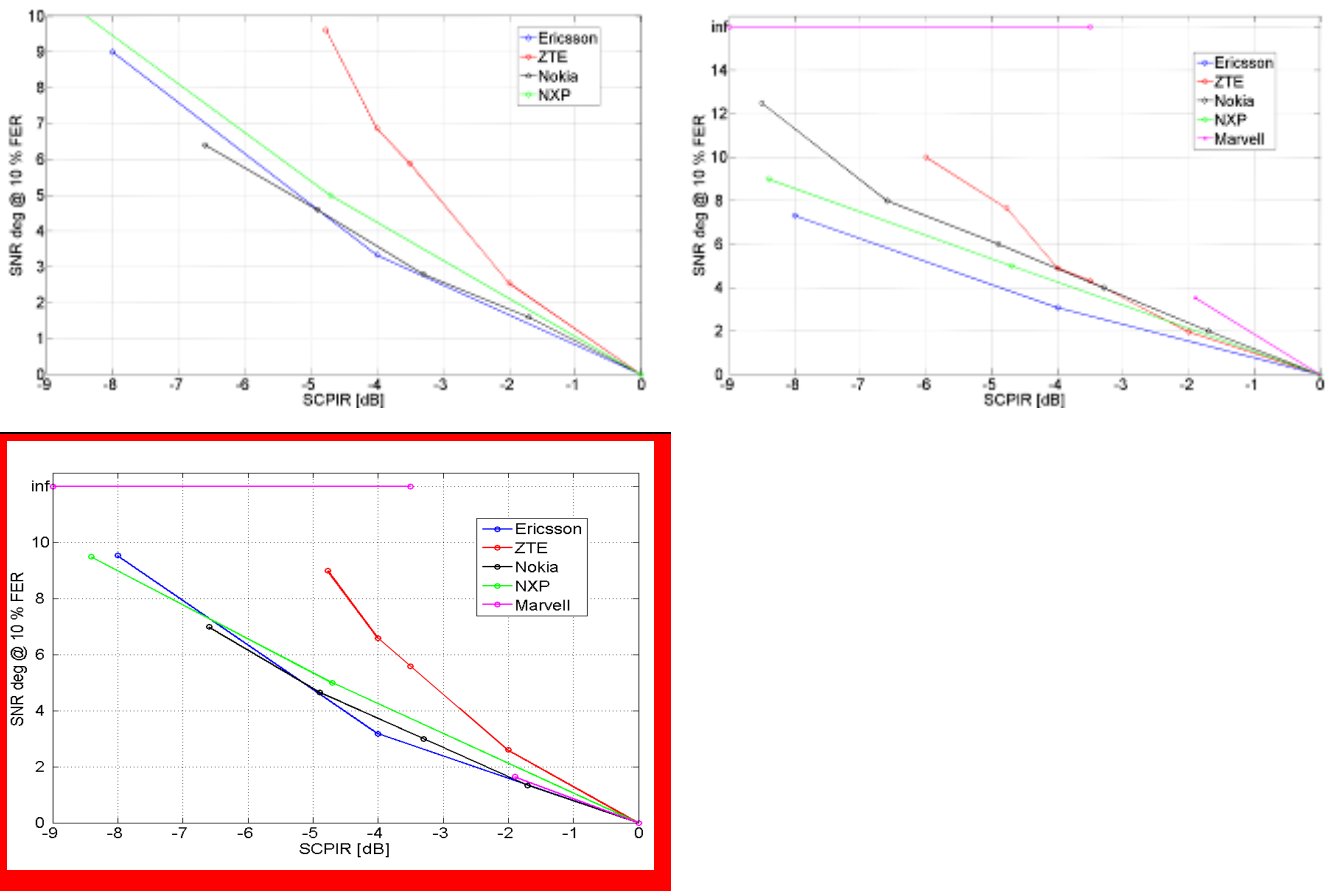 10
9
8
7
6
5
4
3
2
1
0
SNR deg @ 10 % FER
Ericsson
ZTE
Nokia
NXP
-9 -8 -7 -6 -5 -4 -3 -2 -1 0
SCPIR [dB]
inf
14
12
10
8
6
4
2
0
SNR deg @ 10 % FER
Ericsson
ZTE
Nokia
NXP
Marvell
-9 -8 -7 -6 -5 -4 -3 -2 -1 0
SCPIR [dB]
inf
10
8
6
4
2
0
SNR deg @ 10 % FER
Ericsson
ZTE
Nokia
NXP
Marvell
-9 -8 -7 -6 -5 -4 -3 -2 -1 0
SCPIR [dB]